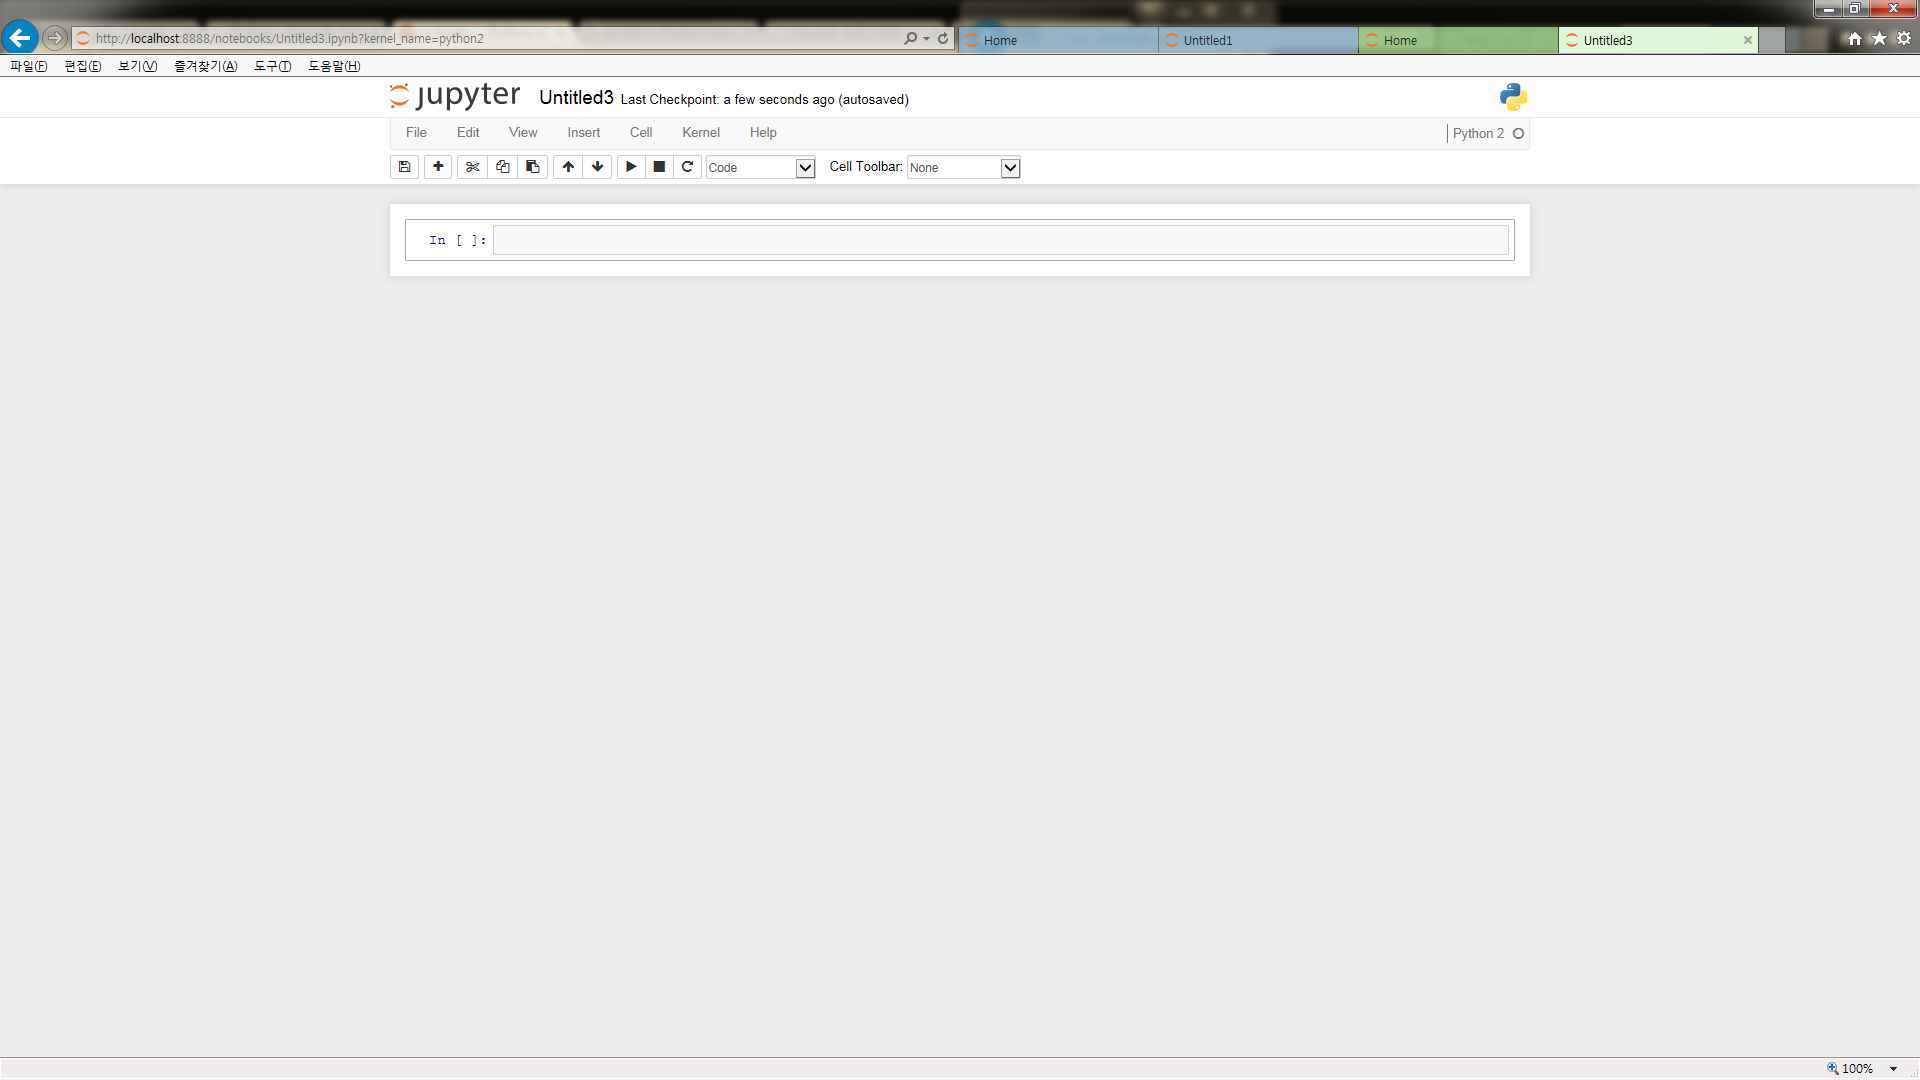 http://localhost:8888/notebooks/Untitled3.ipynb?kernel_name=python2
Home
Untitled1
Home
Untitled3
파일(F) 편집(E) 보기(V) 즐겨찾기(A) 도구(T) 도움말(H)
jupyter Untitled3 Last Checkpoint: a few seconds ago (autosaved)
File Edit View Insert Cell Kernel Help Python 2
Code Cell Toolbar: None
In [ ]:
100%